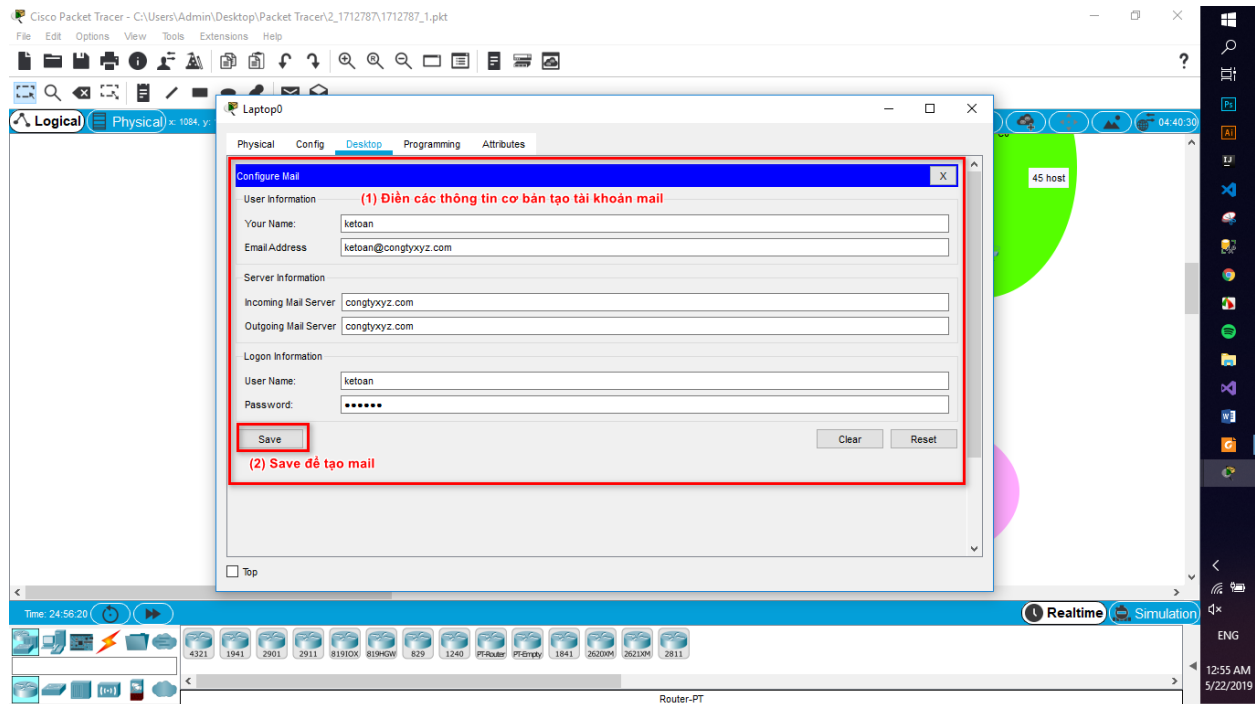 Cisco Packet Tracer - C:\Users\Admin\Desktop\Packet Tracer\2_1712787\1712787_1.pkt
File Edit Options View Tools Extensions Help
?
Logical Physical x: 1084, y:
04:40:30
Laptop0
Physical Config Desktop Programming Attributes
Configure Mail X
User Information (1) Điền các thông tin cơ bản tạo tài khoản mail
Your Name: ketoan
Email Address ketoan@congtyxyz.com
Server Information
Incoming Mail Server congtyxyz.com
Outgoing Mail Server congtyxyz.com
Logon Information
User Name: ketoan
Password: ••••••
Save Clear Reset
(2) Save để tạo mail
Top
45 host
Time: 24:56:20
Realtime Simulation
4321 1941 2901 2911 819IOX 819HGW 829 1240 PT-Router PT-Empty 1841 2620XM 2621XM 2811
Router-PT
Ps
Ai
IJ
ENG
12:55 AM
5/22/2019